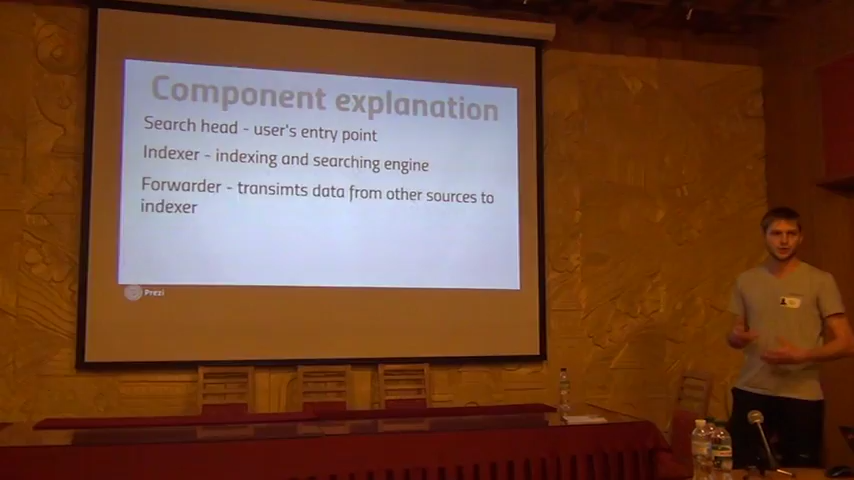 Component explanation
Search head - user's entry point
Indexer - indexing and searching engine
Forwarder - transimts data from other sources to
indexer
Prezi